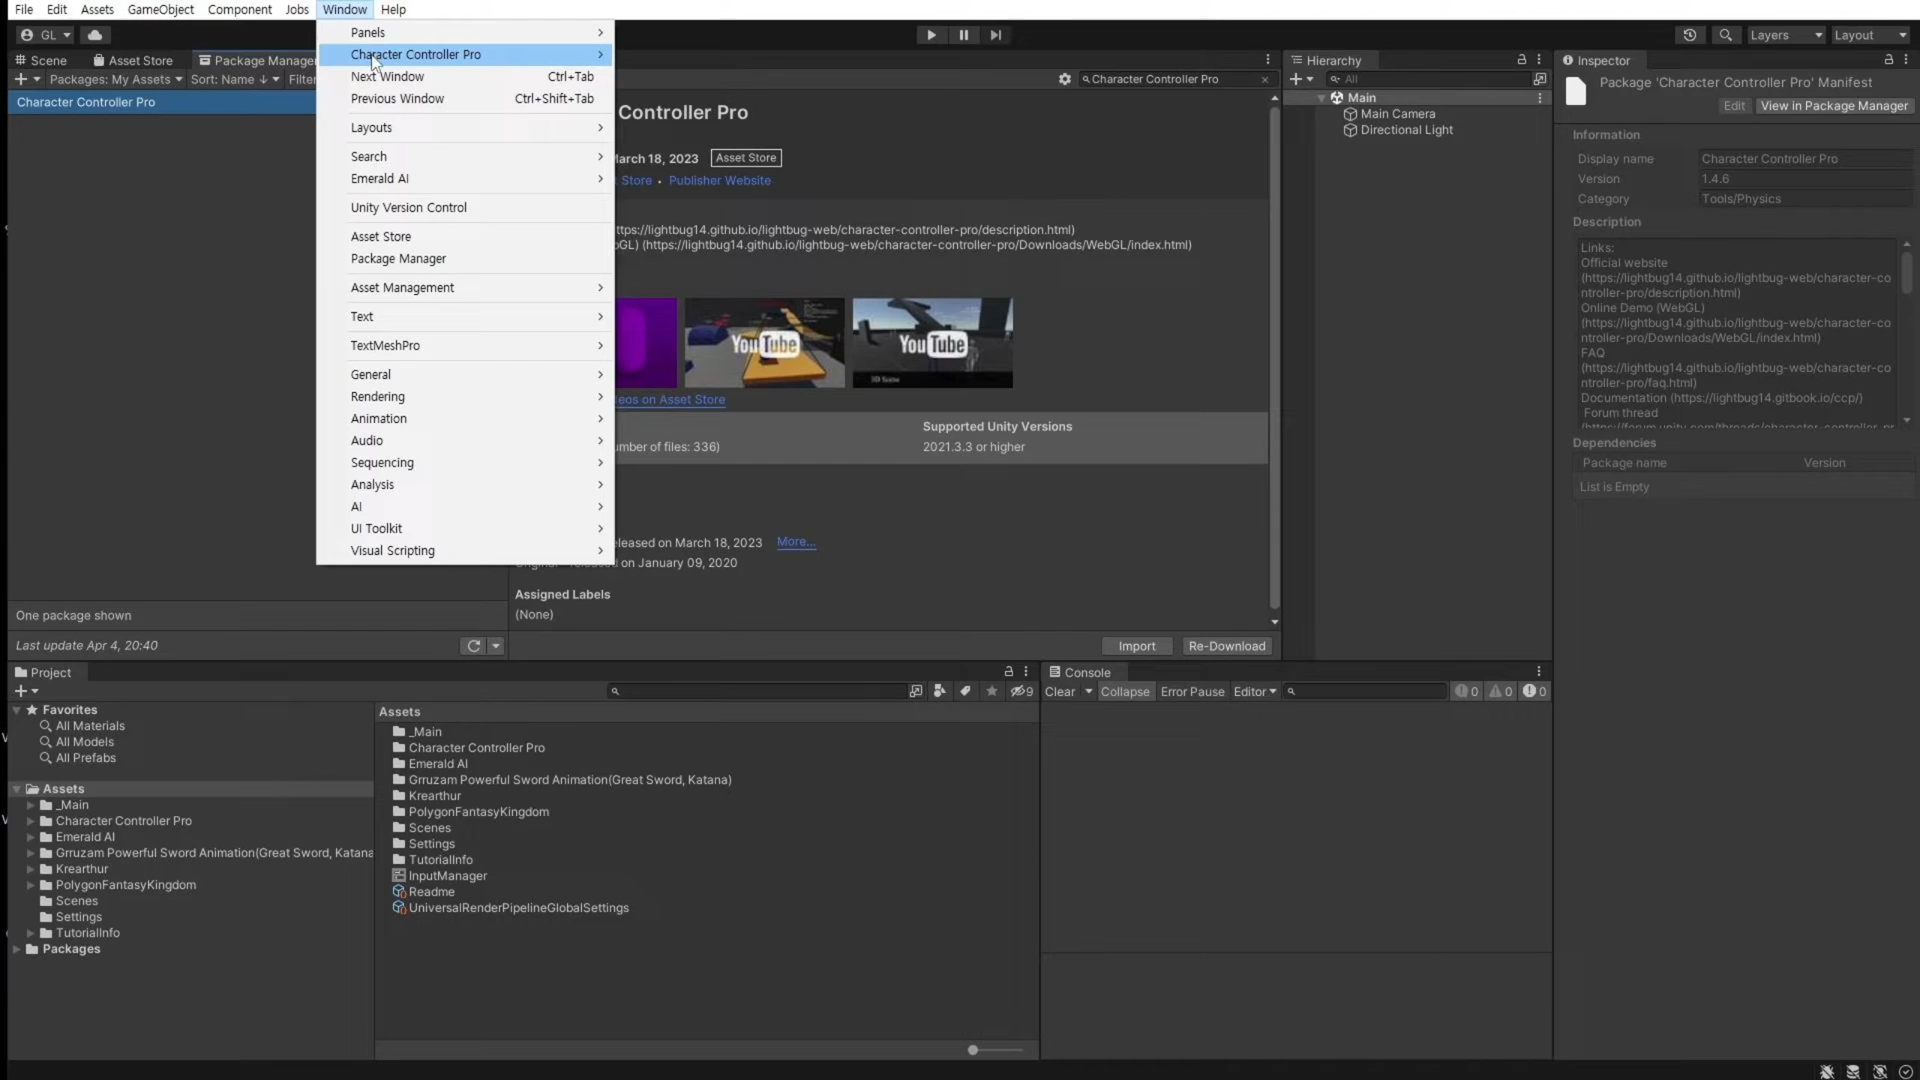 File Edit Assets GameObject Component Jobs Window Help
GL
Layers Layout
Panels
Character Controller Pro
Next Window Ctrl+Tab
Previous Window Ctrl+Shift+Tab
Layouts
Search
Emerald AI
Unity Version Control
Asset Store
Package Manager
Asset Management
Text
TextMeshPro
General
Rendering
Animation
Audio
Sequencing
Analysis
AI
UI Toolkit
Visual Scripting
Scene Asset Store Package Manager
Packages: My Assets Sort: Name ↓ Filter
Character Controller Pro
Character Controller Pro
One package shown
Last update Apr 4, 20:40
Controller Pro
March 18, 2023 Asset Store
Store • Publisher Website
https://lightbug14.github.io/lightbug-web/character-controller-pro/description.html)
(https://lightbug14.github.io/lightbug-web/character-controller-pro/Downloads/WebGL/index.html)
YouTube YouTube
3D Scene
on Asset Store
Supported Unity Versions
number of files: 336) 2021.3.3 or higher
released on March 18, 2023 More...
on January 09, 2020
Assigned Labels
(None)
Import Re-Download
Hierarchy
All
Main
Main Camera
Directional Light
Inspector
Package 'Character Controller Pro' Manifest
Edit View in Package Manager
Information
Display name Character Controller Pro
Version 1.4.6
Category Tools/Physics
Description
Links:
Official website
(https://lightbug14.github.io/lightbug-web/character-co
ntroller-pro/description.html)
Online Demo (WebGL)
(https://lightbug14.github.io/lightbug-web/character-co
ntroller-pro/Downloads/WebGL/index.html)
FAQ
(https://lightbug14.github.io/lightbug-web/character-co
ntroller-pro/faq.html)
Documentation (https://lightbug14.gitbook.io/ccp/)
Forum thread
Dependencies
Package name Version
List is Empty
Project
9
Favorites
All Materials
All Models
All Prefabs
Assets
_Main
Character Controller Pro
Emerald AI
Grruzam Powerful Sword Animation(Great Sword, Katana
Krearthur
PolygonFantasyKingdom
Scenes
Settings
TutorialInfo
Packages
Assets
_Main
Character Controller Pro
Emerald AI
Grruzam Powerful Sword Animation(Great Sword, Katana)
Krearthur
PolygonFantasyKingdom
Scenes
Settings
TutorialInfo
InputManager
Readme
UniversalRenderPipelineGlobalSettings
Console
Clear Collapse Error Pause Editor 0 0 0